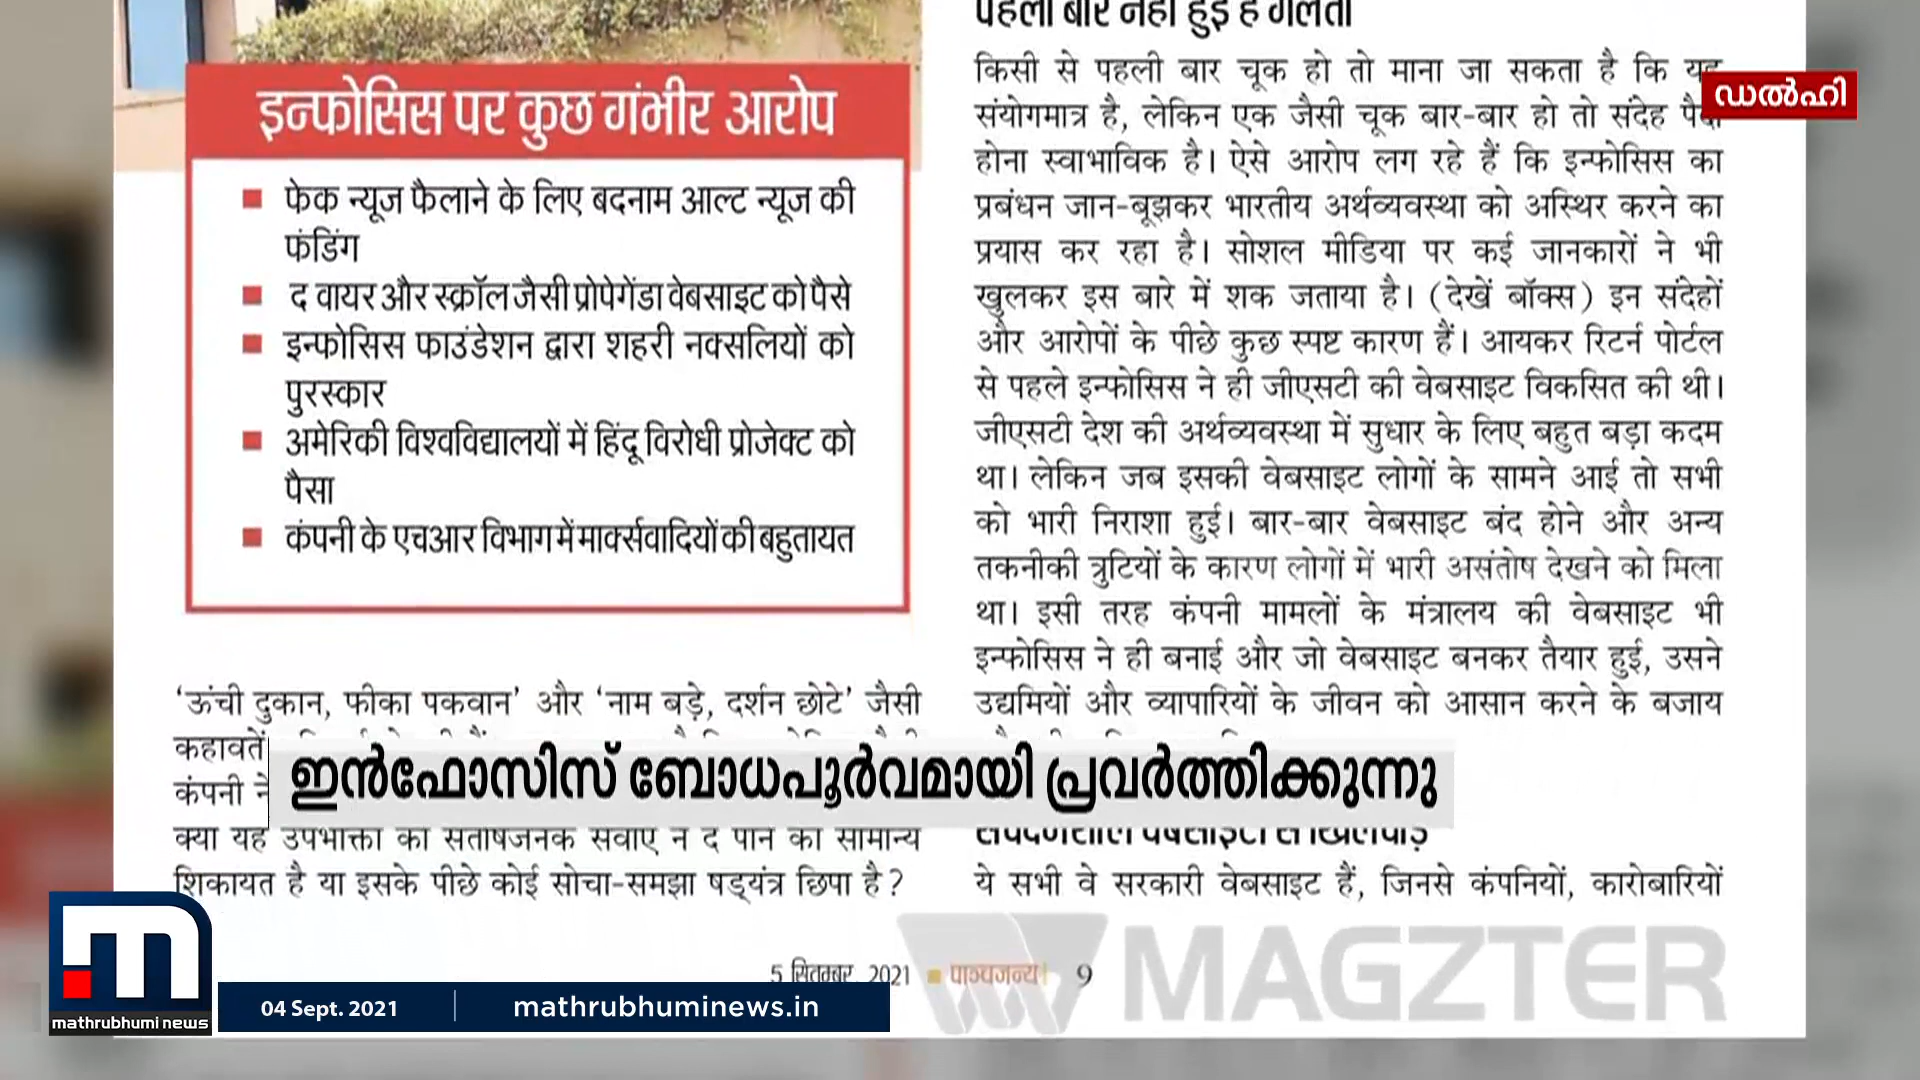 पहली बार नहीं हुई है गलती
ഡൽഹി
इन्फोसिस पर कुछ गंभीर आरोप
फेक न्यूज फैलाने के लिए बदनाम आल्ट न्यूज की
फंडिंग
द वायर और स्क्रॉल जैसी प्रोपेगेंडा वेबसाइट को पैसे
इन्फोसिस फाउंडेशन द्वारा शहरी नक्सलियों को
पुरस्कार
अमेरिकी विश्वविद्यालयों में हिंदू विरोधी प्रोजेक्ट को
पैसा
कंपनी के एचआर विभाग में मार्क्सवादियों की बहुतायत
‘ऊंची दुकान, फीका पकवान’ और ‘नाम बड़े, दर्शन छोटे’ जैसी
कहावतें
कंपनी ने
क्या यह उपभोक्ता को संतोषजनक सेवाएं न दे पाने की सामान्य
शिकायत है या इसके पीछे कोई सोचा-समझा षड्यंत्र छिपा है?
किसी से पहली बार चूक हो तो माना जा सकता है कि यह
संयोगमात्र है, लेकिन एक जैसी चूक बार-बार हो तो संदेह पैदा
होना स्वाभाविक है। ऐसे आरोप लग रहे हैं कि इन्फोसिस का
प्रबंधन जान-बूझकर भारतीय अर्थव्यवस्था को अस्थिर करने का
प्रयास कर रहा है। सोशल मीडिया पर कई जानकारों ने भी
खुलकर इस बारे में शक जताया है। (देखें बॉक्स) इन संदेहों
और आरोपों के पीछे कुछ स्पष्ट कारण हैं। आयकर रिटर्न पोर्टल
से पहले इन्फोसिस ने ही जीएसटी की वेबसाइट विकसित की थी।
जीएसटी देश की अर्थव्यवस्था में सुधार के लिए बहुत बड़ा कदम
था। लेकिन जब इसकी वेबसाइट लोगों के सामने आई तो सभी
को भारी निराशा हुई। बार-बार वेबसाइट बंद होने और अन्य
तकनीकी त्रुटियों के कारण लोगों में भारी असंतोष देखने को मिला
था। इसी तरह कंपनी मामलों के मंत्रालय की वेबसाइट भी
इन्फोसिस ने ही बनाई और जो वेबसाइट बनकर तैयार हुई, उसने
उद्यमियों और व्यापारियों के जीवन को आसान करने के बजाय
संवेदनशील वेबसाइटों से खिलवाड़
ये सभी वे सरकारी वेबसाइट हैं, जिनसे कंपनियों, कारोबारियों
ഇൻഫോസിസ് ബോധപൂർവമായി പ്രവർത്തിക്കുന്നു
5 सितम्बर, 2021 पाञ्चजन्य 9
MAGZTER
mathrubhumi news
04 Sept. 2021
mathrubhuminews.in